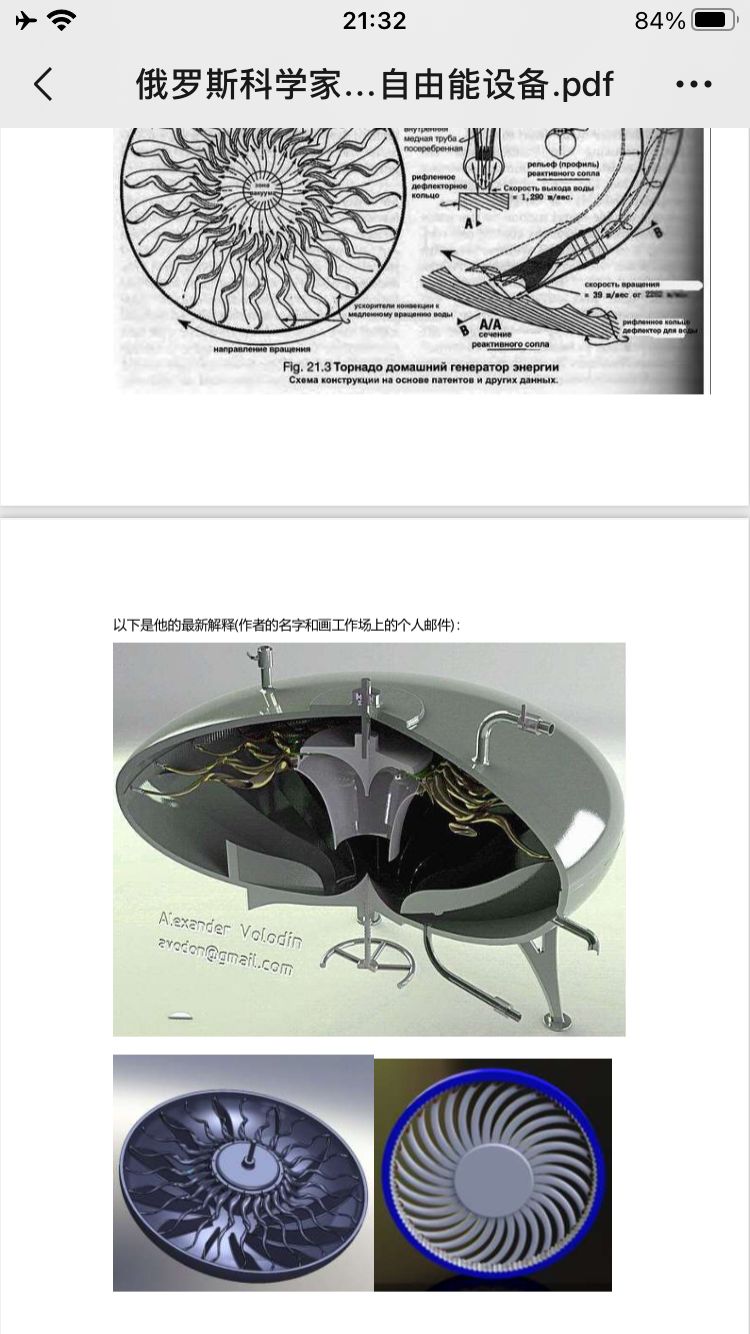 21:32
84%
俄罗斯科学家...自由能设备.pdf
внутренняя
медная труба
посеребренная
рифленное
дефлекторное
кольцо
зона
вакуума
рельеф (профиль)
реактивного сопла
Скорость выхода воды
= 1,290 m/sec.
A
B
скорость вращения
= 39 m/sec or
ускорители конвекции к
медленному вращению воды
рифленное кольцо
дефлектор для воды
B
A/A
сечение
реактивного сопла
направление вращения
Fig. 21.3 Торнадо домашний генератор энергии
Схема конструкции на основе патентов и других данных.
以下是他的最新解释(作者的名字和画工作场上的个人邮件):
Alexander Volodin
avodon@gmail.com